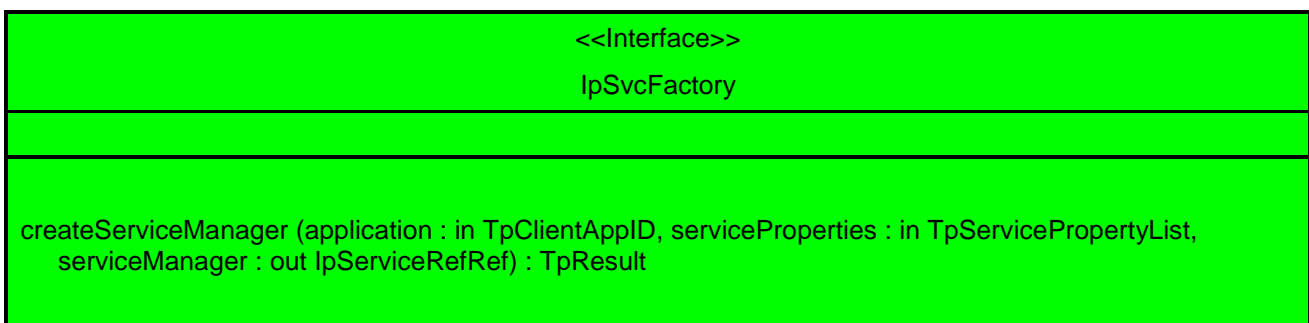 <<Interface>>
IpSvcFactory
createServiceManager (application : in TpClientAppID, serviceProperties : in TpServicePropertyList,
serviceManager : out IpServiceRefRef) : TpResult